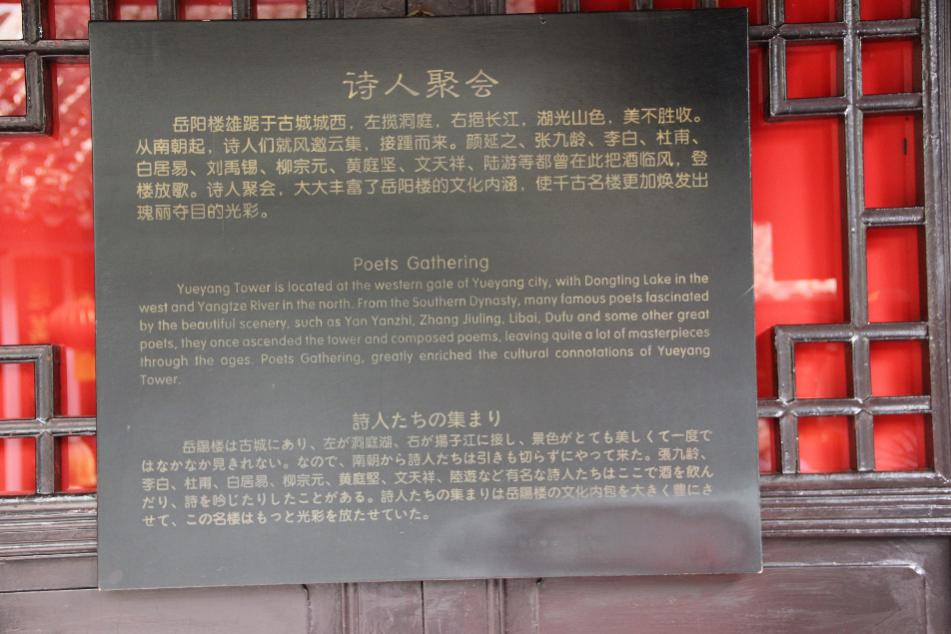 诗人聚会
岳阳楼雄踞于古城城西，左揽洞庭，右挹长江，湖光山色，美不胜收。
从南朝起，诗人们就风邀云集，接踵而来。颜延之、张九龄、李白、杜甫、
白居易、刘禹锡、柳宗元、黄庭坚、文天祥、陆游等都曾在此把酒临风，登
楼放歌。诗人聚会，大大丰富了岳阳楼的文化内涵，使千古名楼更加焕发出
瑰丽夺目的光彩。
Poets Gathering
Yueyang Tower is located at the western gate of Yueyang city, with Dongting Lake in the
west and Yangtze River in the north. From the Southern Dynasty, many famous poets fascinated
by the beautiful scenery, such as Yan Yanzhi, Zhang Jiuling, Libai, Dufu and some other great
poets, they once ascended the tower and composed poems, leaving quite a lot of masterpieces
through the ages. Poets Gathering, greatly enriched the cultural connotations of Yueyang
Tower.
詩人たちの集まり
岳陽楼は古城にあり、左が洞庭湖、右が揚子江に接し、景色がとても美しくて一度で
はなかなか見きれない。なので、南朝から詩人たちは引きも切らずにやって来た。張九齢、
李白、杜甫、白居易、柳宗元、黄庭堅、文天祥、陸遊など有名な詩人たちはここで酒を飲ん
だり、詩を吟じたりしたことがある。詩人たちの集まりは岳陽楼の文化内包を大きく豊にさ
せて、この名楼はもっと光彩を放たせていた。